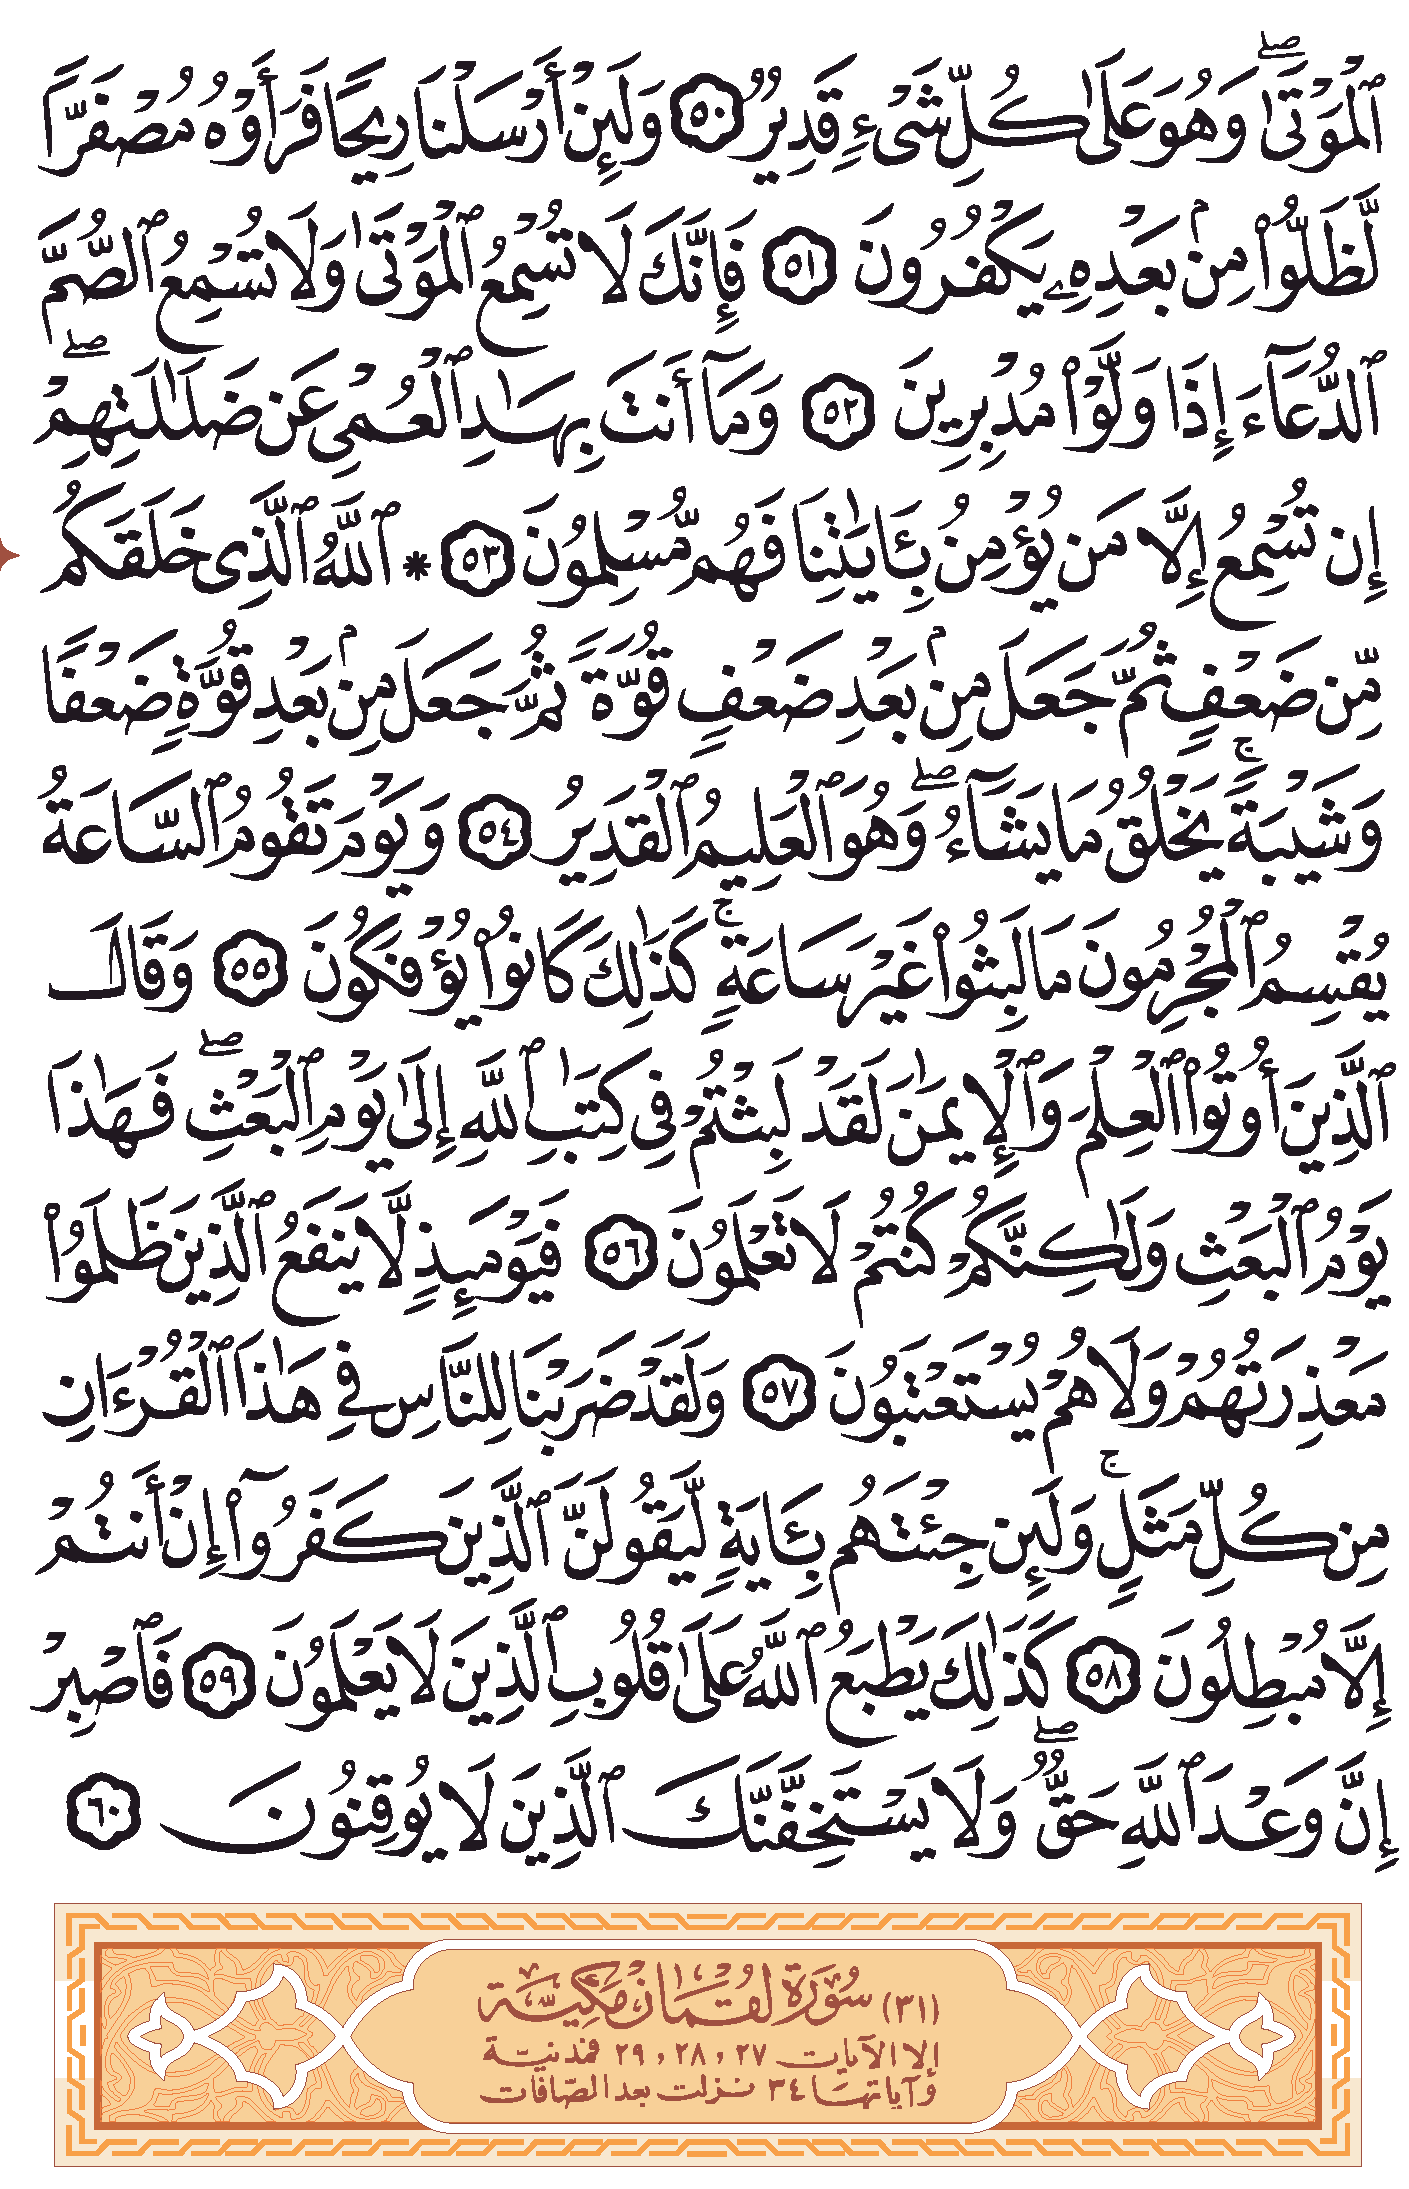 ٱلۡمَوۡتَىٰۖ وَهُوَ عَلَىٰ كُلِّ شَىۡءٖ قَدِيرٞ ٥٠ وَلَئِنۡ أَرۡسَلۡنَا رِيحٗا فَرَأَوۡهُ مُصۡفَرّٗا
لَّظَلُّواْ مِنۢ بَعۡدِهِۦ يَكۡفُرُونَ ٥١ فَإِنَّكَ لَا تُسۡمِعُ ٱلۡمَوۡتَىٰ وَلَا تُسۡمِعُ ٱلصُّمَّ
ٱلدُّعَآءَ إِذَا وَلَّوۡاْ مُدۡبِرِينَ ٥٢ وَمَآ أَنتَ بِهَٰدِ ٱلۡعُمۡىِ عَن ضَلَٰلَتِهِمۡۖ
إِن تُسۡمِعُ إِلَّا مَن يُؤۡمِنُ بِـَٔايَٰتِنَا فَهُم مُّسۡلِمُونَ ٥٣ * ٱللَّهُ ٱلَّذِى خَلَقَكُم
مِّن ضَعۡفٖ ثُمَّ جَعَلَ مِنۢ بَعۡدِ ضَعۡفٖ قُوَّةٗ ثُمَّ جَعَلَ مِنۢ بَعۡدِ قُوَّةٖ ضَعۡفٗا
وَشَيۡبَةٗۚ يَخۡلُقُ مَا يَشَآءُۖ وَهُوَ ٱلۡعَلِيمُ ٱلۡقَدِيرُ ٥٤ وَيَوۡمَ تَقُومُ ٱلسَّاعَةُ
يُقۡسِمُ ٱلۡمُجۡرِمُونَ مَا لَبِثُواْ غَيۡرَ سَاعَةٖۚ كَذَٰلِكَ كَانُواْ يُؤۡفَكُونَ ٥٥ وَقَالَ
ٱلَّذِينَ أُوتُواْ ٱلۡعِلۡمَ وَٱلۡإِيمَٰنَ لَقَدۡ لَبِثۡتُمۡ فِى كِتَٰبِ ٱللَّهِ إِلَىٰ يَوۡمِ ٱلۡبَعۡثِۖ فَهَٰذَا
يَوۡمُ ٱلۡبَعۡثِ وَلَٰكِنَّكُمۡ كُنتُمۡ لَا تَعۡلَمُونَ ٥٦ فَيَوۡمَئِذٖ لَّا يَنفَعُ ٱلَّذِينَ ظَلَمُواْ
مَعۡذِرَتُهُمۡ وَلَا هُمۡ يُسۡتَعۡتَبُونَ ٥٧ وَلَقَدۡ ضَرَبۡنَا لِلنَّاسِ فِى هَٰذَا ٱلۡقُرۡءَانِ
مِن كُلِّ مَثَلٖۚ وَلَئِن جِئۡتَهُم بِـَٔايَةٖ لَّيَقُولَنَّ ٱلَّذِينَ كَفَرُوٓاْ إِنۡ أَنتُمۡ
إِلَّا مُبۡطِلُونَ ٥٨ كَذَٰلِكَ يَطۡبَعُ ٱللَّهُ عَلَىٰ قُلُوبِ ٱلَّذِينَ لَا يَعۡلَمُونَ ٥٩ فَٱصۡبِرۡ
إِنَّ وَعۡدَ ٱللَّهِ حَقّٞۖ وَلَا يَسۡتَخِفَّنَّكَ ٱلَّذِينَ لَا يُوقِنُونَ ٦٠
(٣١) سُورَة لُقْمَان مَكِّيَّة
إلا الآيات ٢٧ , ٢٨ , ٢٩ فمدنيّة
وآياتها ٣٤ نزلت بعد الصّافات